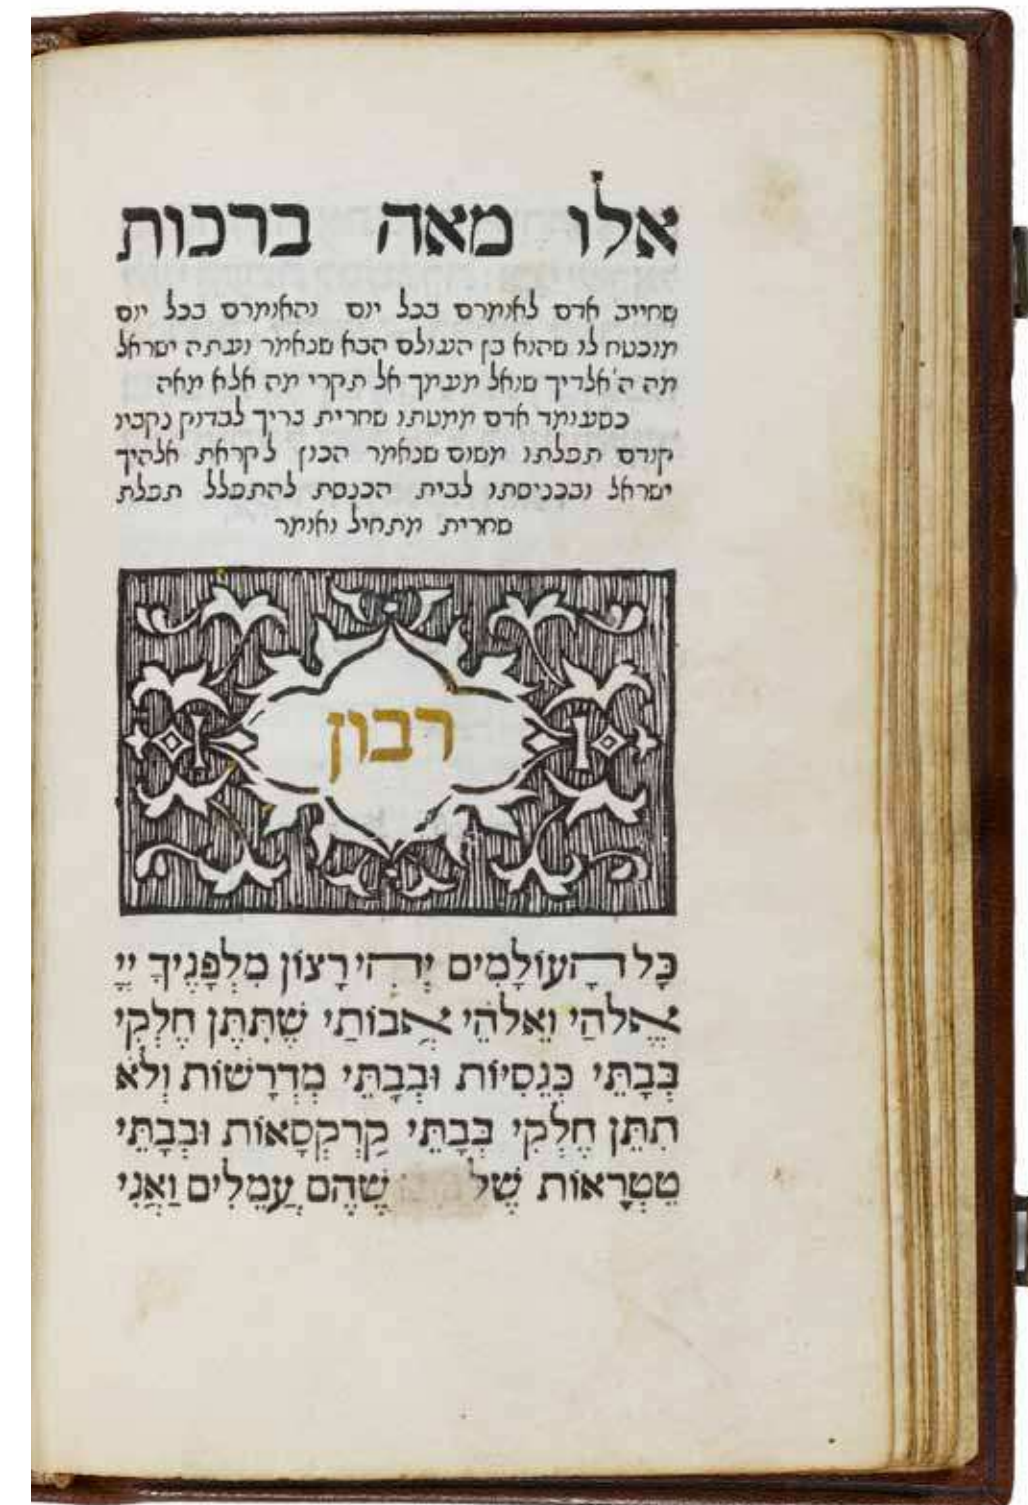 אלו מאה ברכות
שחייב אדם לאומרם בכל יום והאומרם בכל יום
מובטח לו שהוא בן העולם הבא שנאמר ועתה ישראל
מה ה'אלדיך שואל מעמך אל תקרי מה אלא מאה
כשעומד אדם ממטתו שחרית צריך לבדוק נקביו
קודם תפלתו משום שנאמר הכון לקראת אלהיך
ישראל ובכניסתו לבית הכנסת להתפלל תפלת
שחרית מתחיל ואומר
רבון
כָּל הָעוֹלָמִים יְהִי רָצוֹן מִלְּפָנֶיךָ יְיָ
אֱלֹהַי וֵאלֹהֵי אֲבוֹתַי שֶׁתִּתֵּן חֶלְקִי
בְּבָתֵּי כְּנֵסִיּוֹת וּבְבָתֵּי מִדְרָשׁוֹת וְלֹא
תִתֵּן חֶלְקִי בְּבָתֵּי קִרְקְסָאוֹת וּבְבָתֵּי
טֵטְרָאוֹת שֶׁל שֶׁהֵם עֲמֵלִים וַאֲנִי